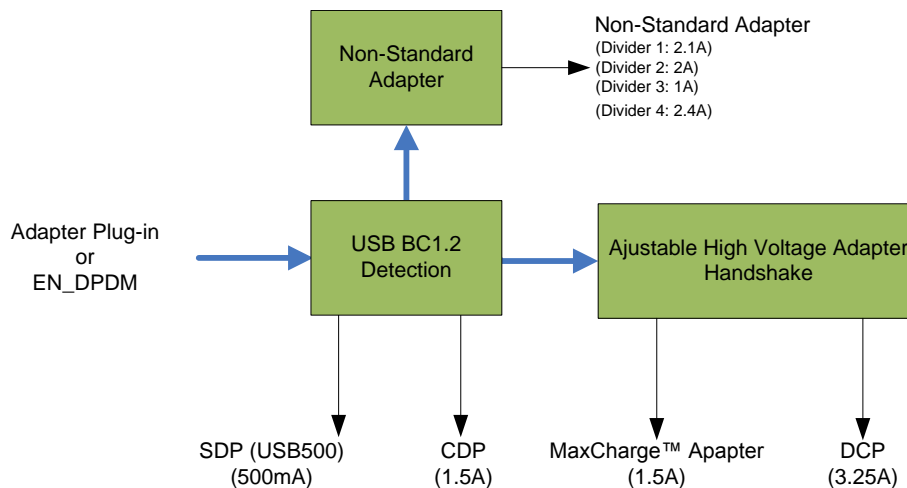 Non-Standard
Adapter
Non-Standard Adapter
(Divider 1: 2.1A)
(Divider 2: 2A)
(Divider 3: 1A)
(Divider 4: 2.4A)
Adapter Plug-in
or
EN_DPDM
USB BC1.2
Detection
Ajustable High Voltage Adapter
Handshake
SDP (USB500)
(500mA)
CDP
(1.5A)
MaxCharge™ Apapter
(1.5A)
DCP
(3.25A)